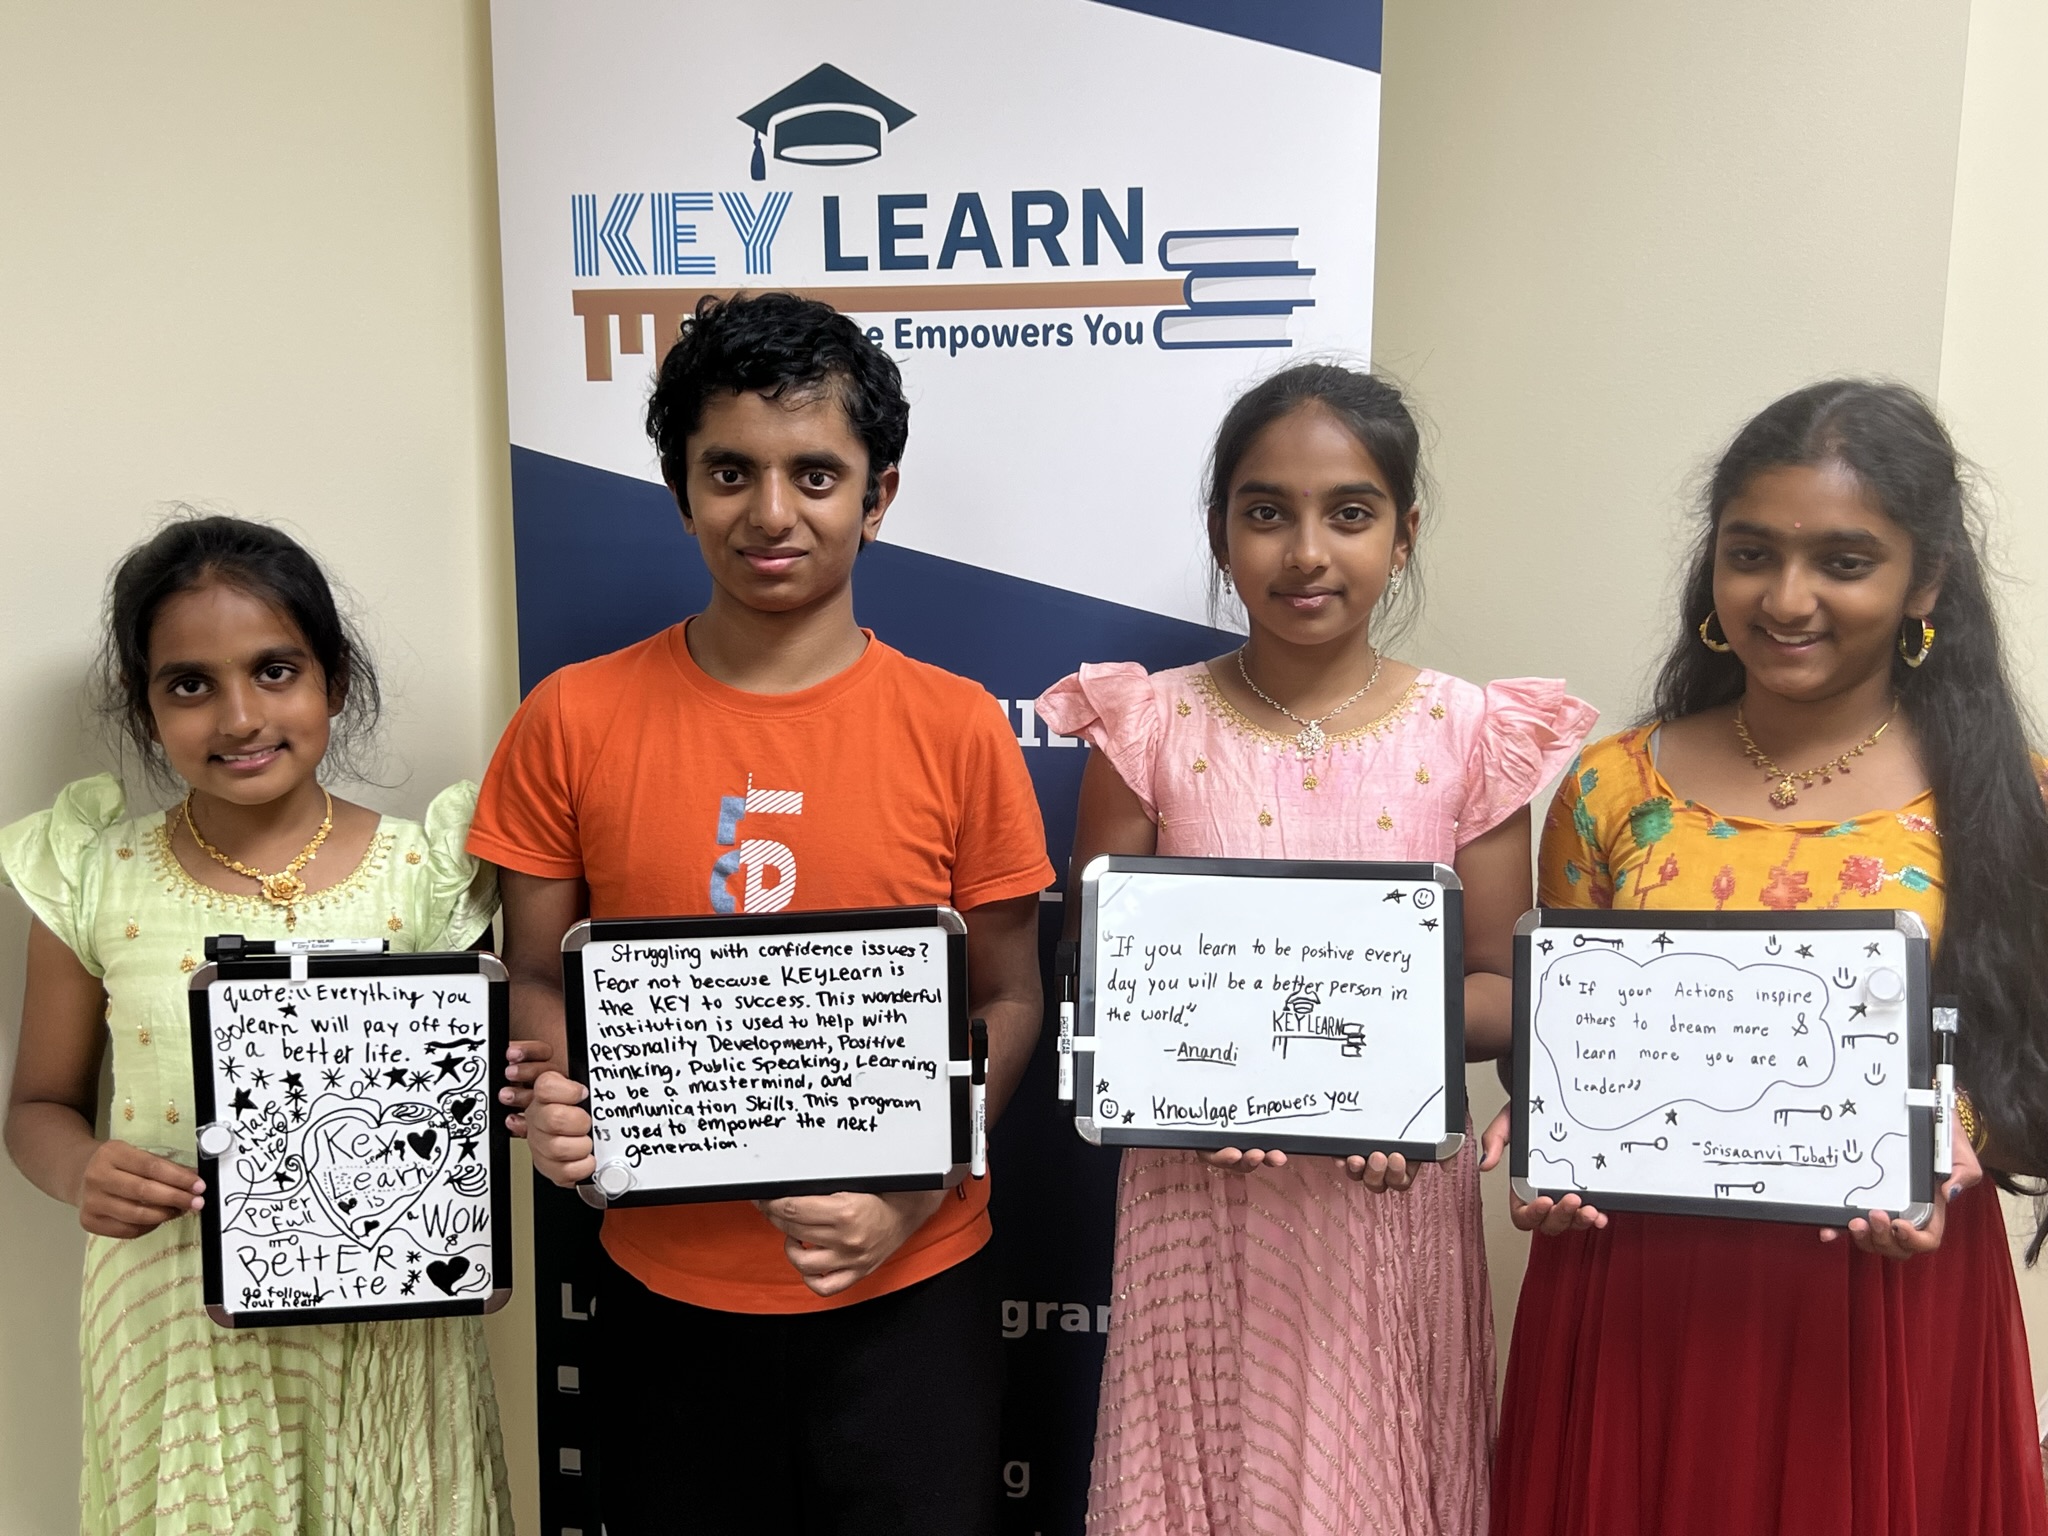 KEY LEARN
Empowers You
quote: "Everything you
go learn will pay off for
a better life.
Have
a nice
Life
Key
Learn
is
Power
full
a WOW
&
BettER
Life
go follow
your heart
Struggling with confidence issues?
Fear not because KEYLearn is
the KEY to success. This wonderful
institution is used to help with
Personality Development, Positive
Thinking, Public Speaking, Learning
to be a mastermind, and
Communication Skills. This program
is used to empower the next
generation.
"If you learn to be positive every
day you will be a better person in
the world."
KEY LEARN
-Anandi
Knowlage Empowers You
"If your Actions inspire
others to dream more &
learn more you are a
Leader"
-Srisaanvi Tubati